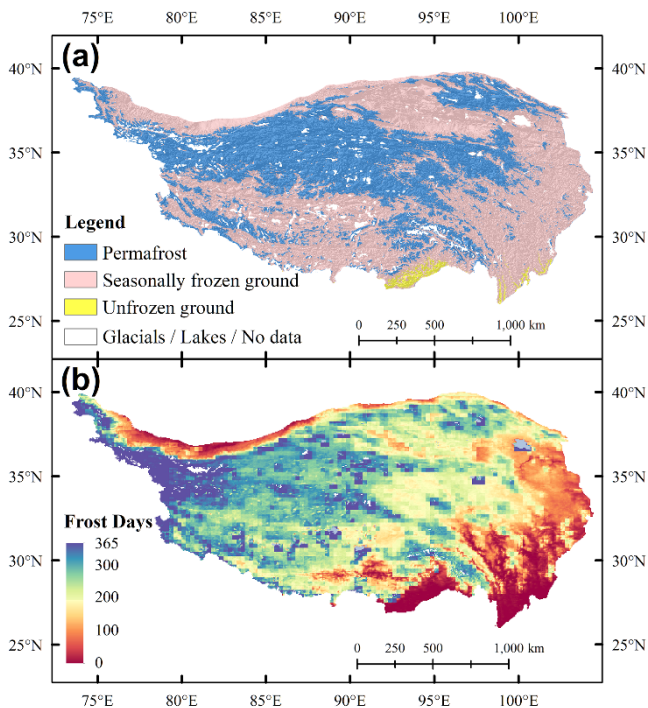 75°E 80°E 85°E 90°E 95°E 100°E
(a)
40°N 40°N
35°N 35°N
30°N 30°N
25°N 25°N
Legend
Permafrost
Seasonally frozen ground
Unfrozen ground
Glacials / Lakes / No data
0 250 500 1,000 km
(b)
40°N 40°N
35°N 35°N
30°N 30°N
25°N 25°N
Frost Days
365
300
100
0
0 250 500 1,000 km
75°E 80°E 85°E 90°E 95°E 100°E